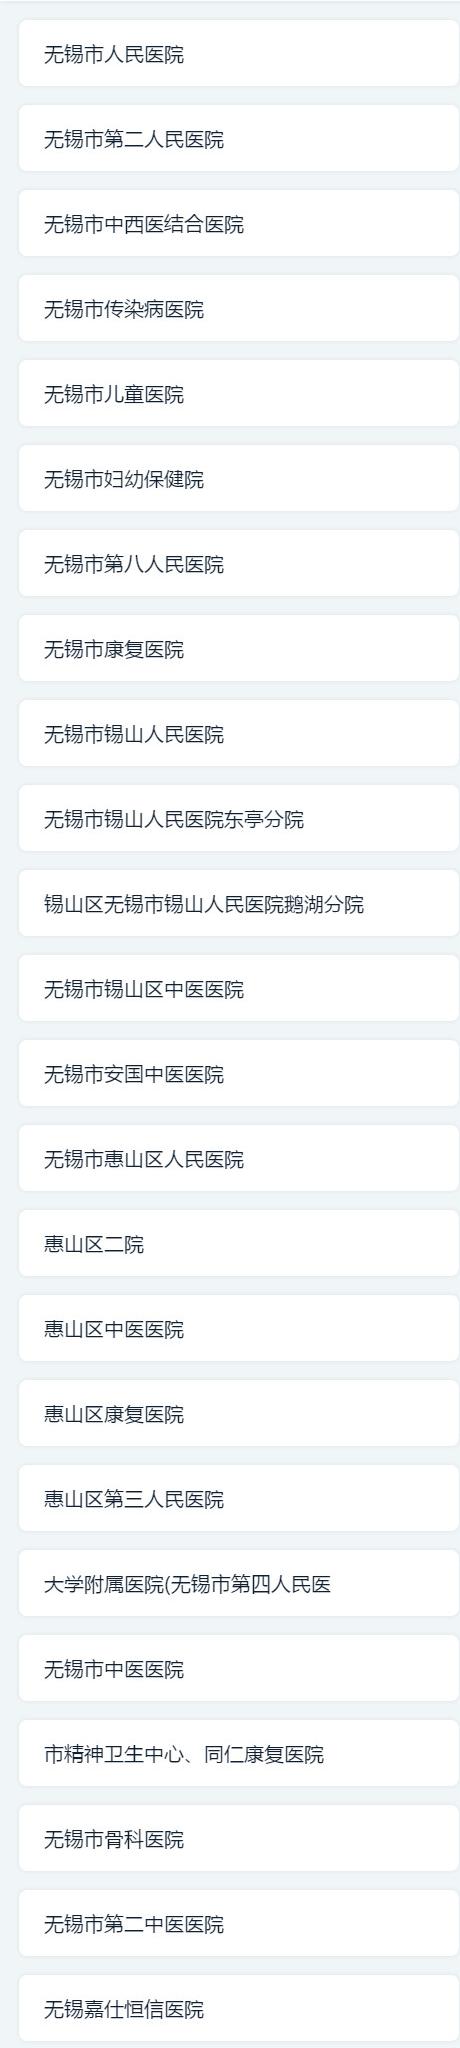 无锡市人民医院
无锡市第二人民医院
无锡市中西医结合医院
无锡市传染病医院
无锡市儿童医院
无锡市妇幼保健院
无锡市第八人民医院
无锡市康复医院
无锡市锡山人民医院
无锡市锡山人民医院东亭分院
锡山区无锡市锡山人民医院鹅湖分院
无锡市锡山区中医医院
无锡市安国中医医院
无锡市惠山区人民医院
惠山区二院
惠山区中医医院
惠山区康复医院
惠山区第三人民医院
大学附属医院(无锡市第四人民医
无锡市中医医院
市精神卫生中心、同仁康复医院
无锡市骨科医院
无锡市第二中医医院
无锡嘉仕恒信医院